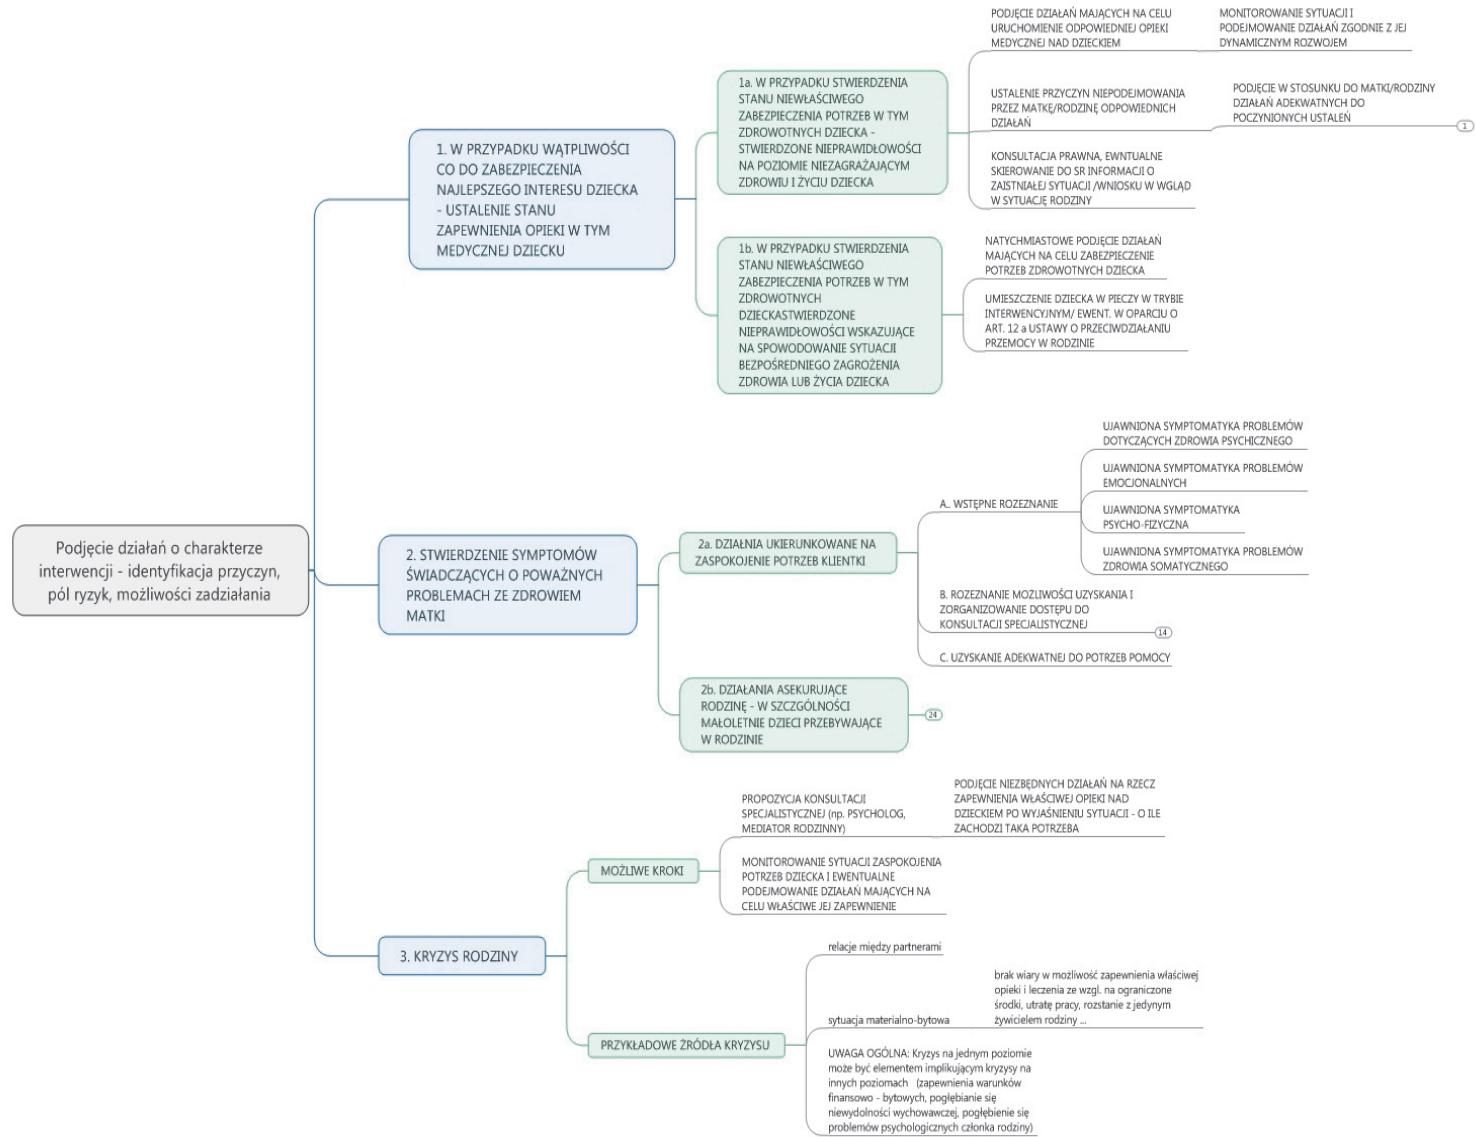 Podjęcie działań o charakterze
interwencji - identyfikacja przyczyn,
pól ryzyk, możliwości zadziałania
1. W PRZYPADKU WĄTPLIWOŚCI
CO DO ZABEZPIECZENIA
NAJLEPSZEGO INTERESU DZIECKA
- USTALENIE STANU
ZAPEWNIENIA OPIEKI W TYM
MEDYCZNEJ DZIECKU
1a. W PRZYPADKU STWIERDZENIA
STANU NIEWŁAŚCIWEGO
ZABEZPIECZENIA POTRZEB W TYM
ZDROWOTNYCH DZIECKA -
STWIERDZONE NIEPRAWIDŁOWOŚCI
NA POZIOMIE NIEZAGRAŻAJĄCYM
ZDROWIU I ŻYCIU DZIECKA
PODJĘCIE DZIAŁAŃ MAJĄCYCH NA CELU
URUCHOMIENIE ODPOWIEDNIEJ OPIEKI
MEDYCZNEJ NAD DZIECKIEM
MONITOROWANIE SYTUACJI I
PODEJMOWANIE DZIAŁAŃ ZGODNIE Z JEJ
DYNAMICZNYM ROZWOJEM
USTALENIE PRZYCZYN NIEPODEJMOWANIA
PRZEZ MATKĘ/RODZINĘ ODPOWIEDNICH
DZIAŁAŃ
PODJĘCIE W STOSUNKU DO MATKI/RODZINY
DZIAŁAŃ ADEKWATNYCH DO
POCZYNIONYCH USTALEŃ
1
KONSULTACJA PRAWNA, EWNTUALNE
SKIEROWANIE DO SR INFORMACJI O
ZAISTNIAŁEJ SYTUACJI /WNIOSKU W WGLĄD
W SYTUACJĘ RODZINY
1b. W PRZYPADKU STWIERDZENIA
STANU NIEWŁAŚCIWEGO
ZABEZPIECZENIA POTRZEB W TYM
ZDROWOTNYCH
DZIECKASTWIERDZONE
NIEPRAWIDŁOWOŚCI WSKAZUJĄCE
NA SPOWODOWANIE SYTUACJI
BEZPOŚREDNIEGO ZAGROŻENIA
ZDROWIA LUB ŻYCIA DZIECKA
NATYCHMIASTOWE PODJĘCIE DZIAŁAŃ
MAJĄCYCH NA CELU ZABEZPIECZENIE
POTRZEB ZDROWOTNYCH DZIECKA
UMIESZCZENIE DZIECKA W PIECZY W TRYBIE
INTERWENCYJNYM/ EWENT. W OPARCIU O
ART. 12 a USTAWY O PRZECIWDZIAŁANIU
PRZEMOCY W RODZINIE
2. STWIERDZENIE SYMPTOMÓW
ŚWIADCZĄCYCH O POWAŻNYCH
PROBLEMACH ZE ZDROWIEM
MATKI
2a. DZIAŁNIA UKIERUNKOWANE NA
ZASPOKOJENIE POTRZEB KLIENTKI
A.. WSTĘPNE ROZEZNANIE
UJAWNIONA SYMPTOMATYKA PROBLEMÓW
DOTYCZĄCYCH ZDROWIA PSYCHICZNEGO
UJAWNIONA SYMPTOMATYKA PROBLEMÓW
EMOCJONALNYCH
UJAWNIONA SYMPTOMATYKA
PSYCHO-FIZYCZNA
UJAWNIONA SYMPTOMATYKA PROBLEMÓW
ZDROWIA SOMATYCZNEGO
B. ROZEZNANIE MOŻLIWOŚCI UZYSKANIA I
ZORGANIZOWANIE DOSTĘPU DO
KONSULTACJI SPECJALISTYCZNEJ
14
C. UZYSKANIE ADEKWATNEJ DO POTRZEB POMOCY
2b. DZIAŁANIA ASEKURUJĄCE
RODZINĘ - W SZCZGÓLNOŚCI
MAŁOLETNIE DZIECI PRZEBYWAJĄCE
W RODZINIE
24
3. KRYZYS RODZINY
MOŻLIWE KROKI
PROPOZYCJA KONSULTACJI
SPECJALISTYCZNEJ (np. PSYCHOLOG,
MEDIATOR RODZINNY)
PODJĘCIE NIEZBĘDNYCH DZIAŁAŃ NA RZECZ
ZAPEWNIENIA WŁAŚCIWEJ OPIEKI NAD
DZIECKIEM PO WYJAŚNIENIU SYTUACJI - O ILE
ZACHODZI TAKA POTRZEBA
MONITOROWANIE SYTUACJI ZASPOKOJENIA
POTRZEB DZIECKA I EWENTUALNE
PODEJMOWANIE DZIAŁAŃ MAJĄCYCH NA
CELU WŁAŚCIWE JEJ ZAPEWNIENIE
PRZYKŁADOWE ŹRÓDŁA KRYZYSU
relacje między partnerami
sytuacja materialno-bytowa
brak wiary w możliwość zapewnienia właściwej
opieki i leczenia ze wzgl. na ograniczone
środki, utratę pracy, rozstanie z jedynym
żywicielem rodziny ...
UWAGA OGÓLNA: Kryzys na jednym poziomie
może być elementem implikującym kryzysy na
innych poziomach (zapewnienia warunków
finansowo - bytowych, pogłębianie się
niewydolności wychowawczej, pogłębienie się
problemów psychologicznych członka rodziny)